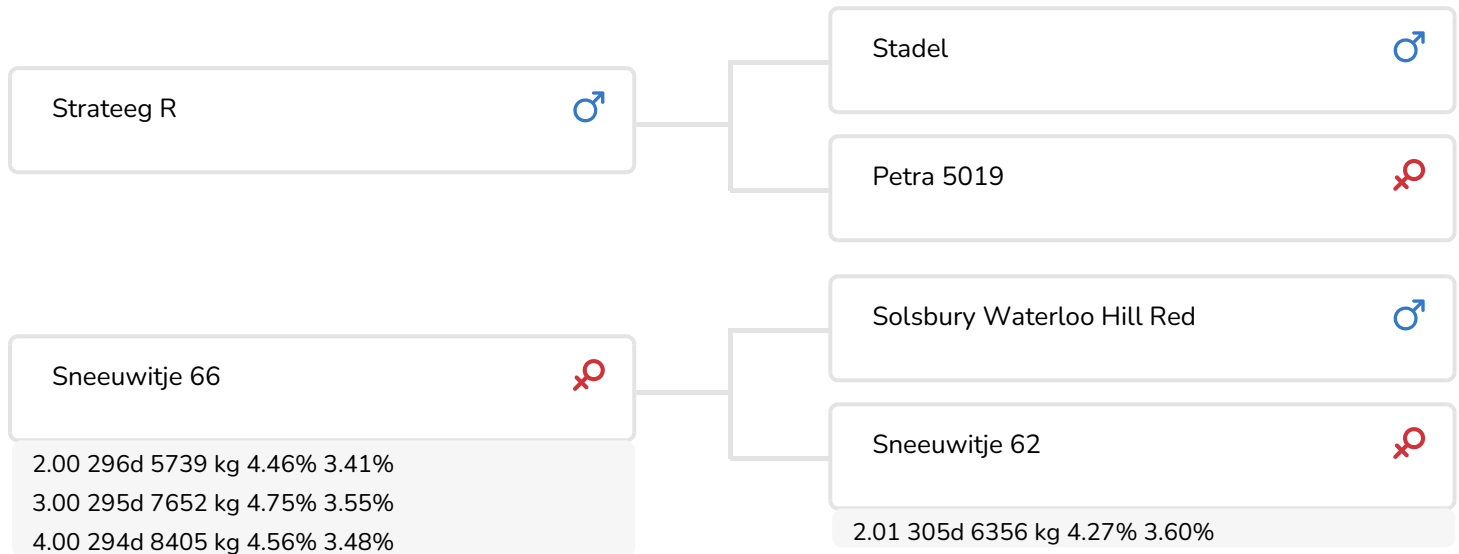 Strateeg R
Stadel
Petra 5019
Sneeuwitje 66
2.00 296d 5739 kg 4.46% 3.41%
3.00 295d 7652 kg 4.75% 3.55%
4.00 294d 8405 kg 4.56% 3.48%
Solsbury Waterloo Hill Red
Sneeuwitje 62
2.01 305d 6356 kg 4.27% 3.60%